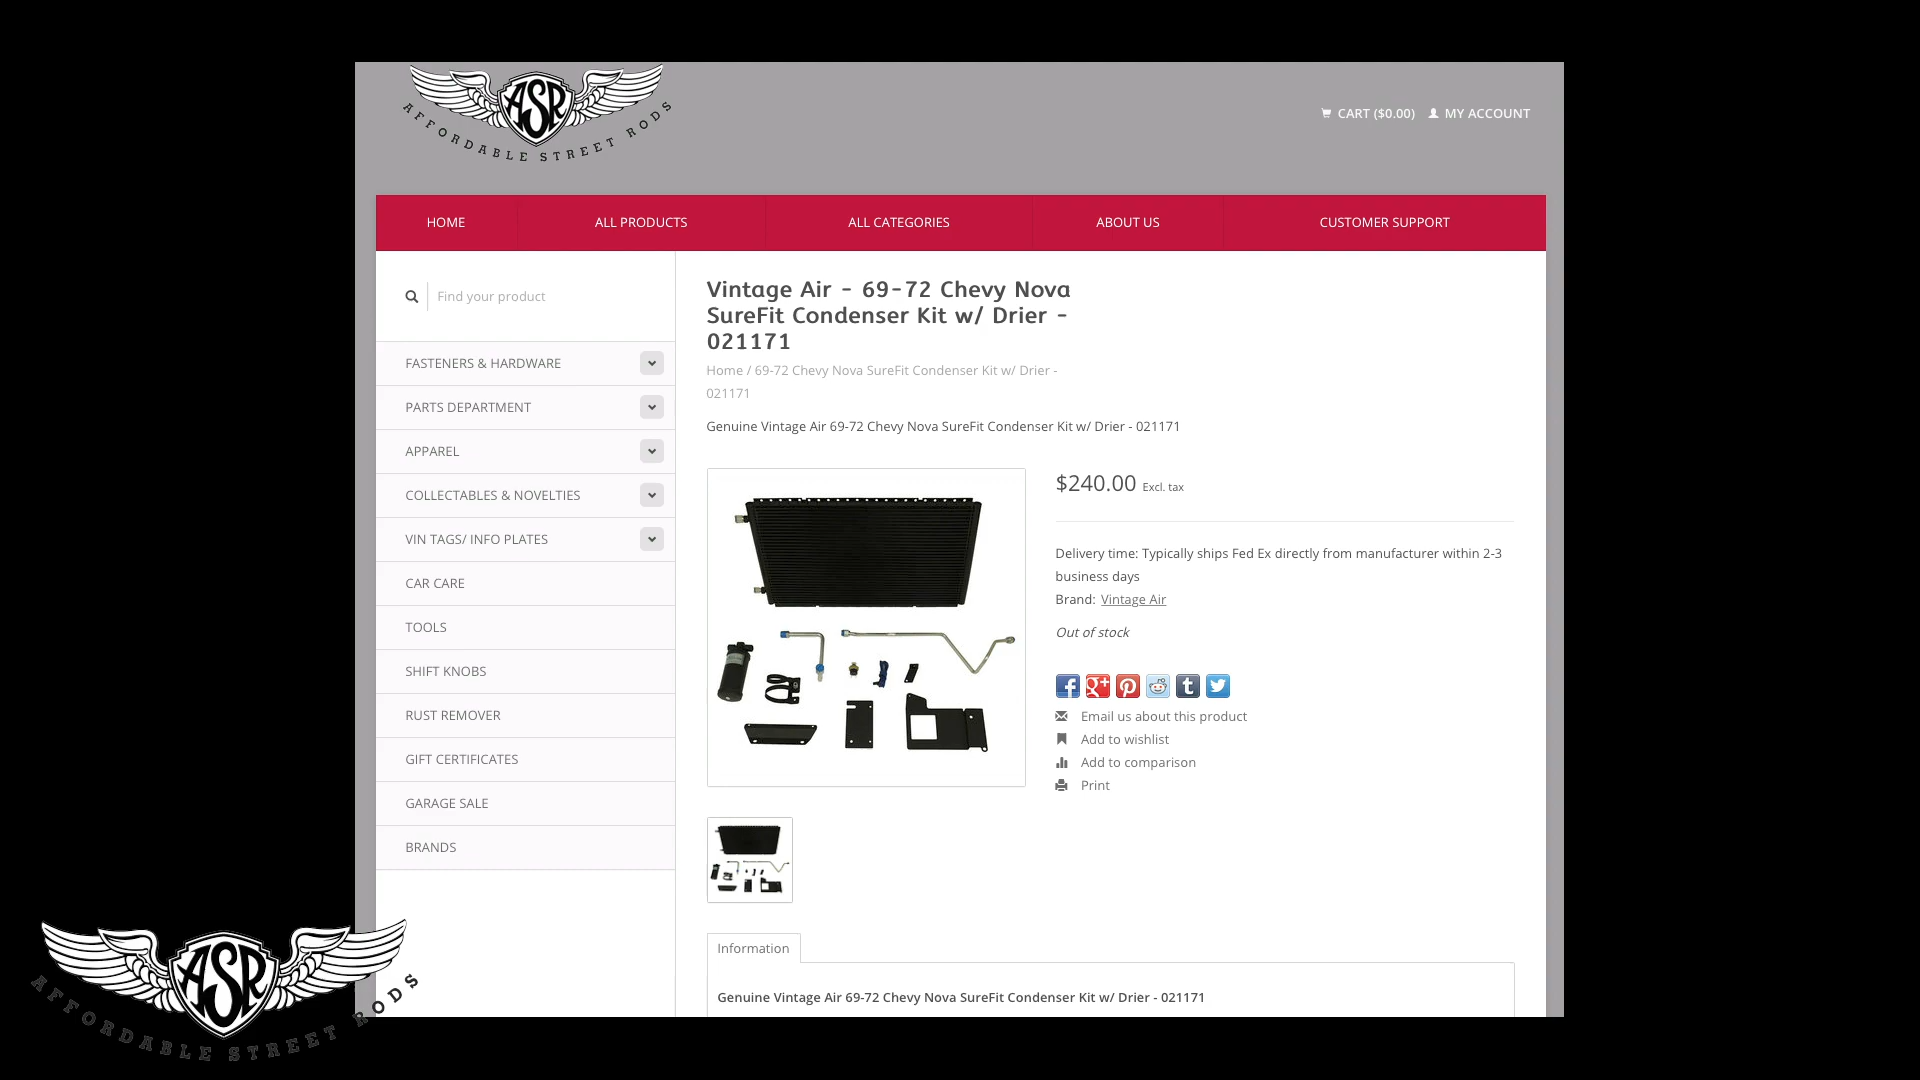 ASR
AFFORDABLE STREET RODS
CART ($0.00) MY ACCOUNT
HOME ALL PRODUCTS ALL CATEGORIES ABOUT US CUSTOMER SUPPORT
Find your product
FASTENERS & HARDWARE
PARTS DEPARTMENT
APPAREL
COLLECTABLES & NOVELTIES
VIN TAGS/ INFO PLATES
CAR CARE
TOOLS
SHIFT KNOBS
RUST REMOVER
GIFT CERTIFICATES
GARAGE SALE
BRANDS
Vintage Air - 69-72 Chevy Nova
SureFit Condenser Kit w/ Drier -
021171
Home / 69-72 Chevy Nova SureFit Condenser Kit w/ Drier -
021171
Genuine Vintage Air 69-72 Chevy Nova SureFit Condenser Kit w/ Drier - 021171
$240.00 Excl. tax
Delivery time: Typically ships Fed Ex directly from manufacturer within 2-3
business days
Brand: Vintage Air
Out of stock
Email us about this product
Add to wishlist
Add to comparison
Print
Information
Genuine Vintage Air 69-72 Chevy Nova SureFit Condenser Kit w/ Drier - 021171
ASR
AFFORDABLE STREET RODS